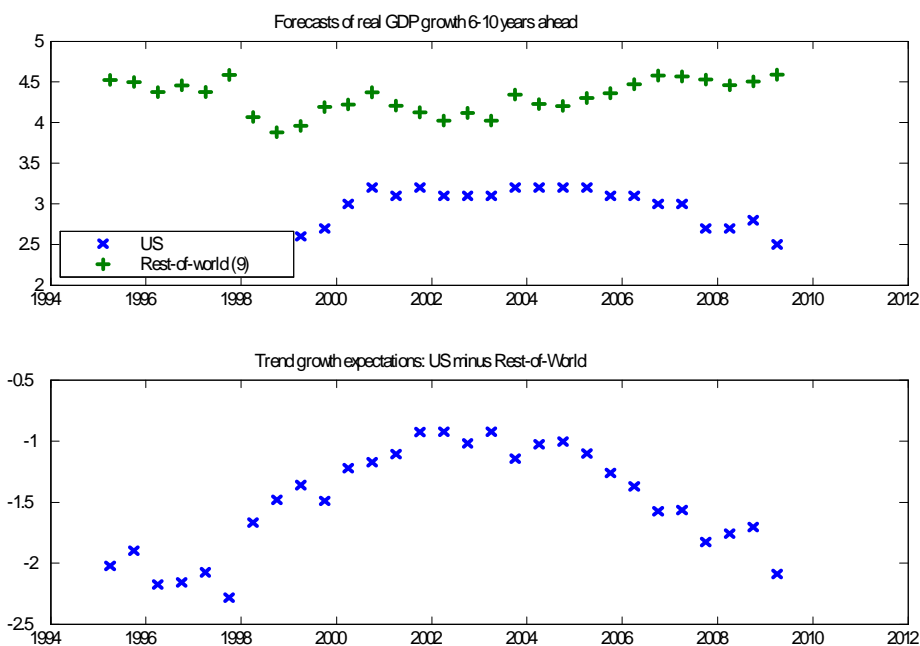 Forecasts of real GDP growth 6-10 years ahead
5
4.5
4
3.5
3
2.5
2
US
Rest-of-world (9)
1994 1996 1998 2000 2002 2004 2006 2008 2010 2012
Trend growth expectations: US minus Rest-of-World
-0.5
-1
-1.5
-2
-2.5
1994 1996 1998 2000 2002 2004 2006 2008 2010 2012